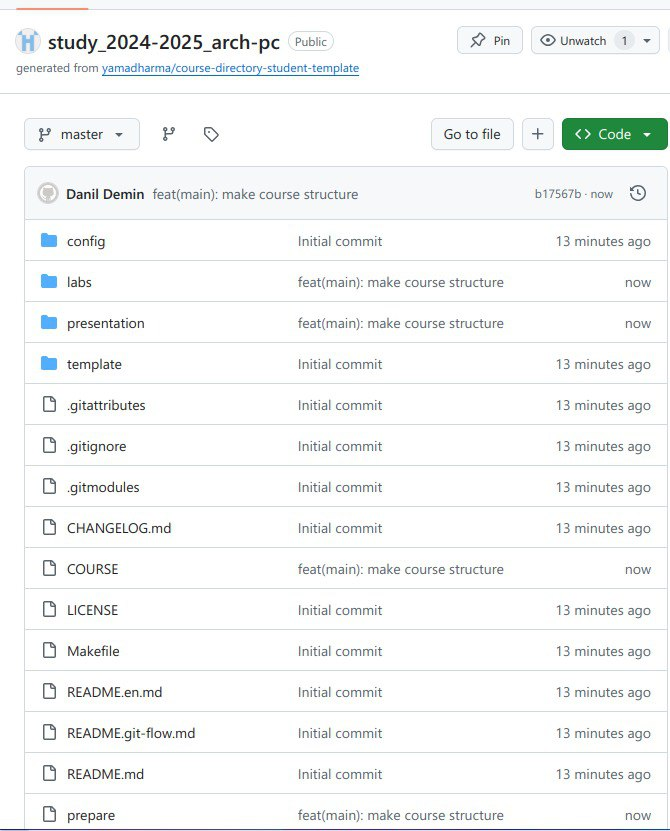 study_2024-2025_arch-pc Public Pin Unwatch 1
generated from yamadharma/course-directory-student-template
master Go to file Code
Danil Demin feat(main): make course structure b17567b · now
config Initial commit 13 minutes ago
labs feat(main): make course structure now
presentation feat(main): make course structure now
template Initial commit 13 minutes ago
.gitattributes Initial commit 13 minutes ago
.gitignore Initial commit 13 minutes ago
.gitmodules Initial commit 13 minutes ago
CHANGELOG.md Initial commit 13 minutes ago
COURSE feat(main): make course structure now
LICENSE Initial commit 13 minutes ago
Makefile Initial commit 13 minutes ago
README.en.md Initial commit 13 minutes ago
README.git-flow.md Initial commit 13 minutes ago
README.md Initial commit 13 minutes ago
prepare feat(main): make course structure now